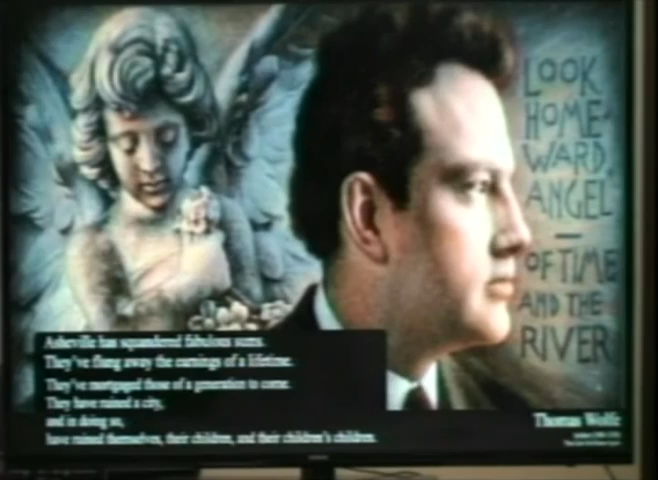 LOOK
HOME-
WARD,
ANGEL
—
OF TIME
AND THE
RIVER
Asheville has squandered fabulous sums.
They've flung away the earnings of a lifetime.
They've mortgaged those of a generation to come.
They have ruined a city,
and in doing so,
have ruined themselves, their children, and their children's children.
Thomas Wolfe